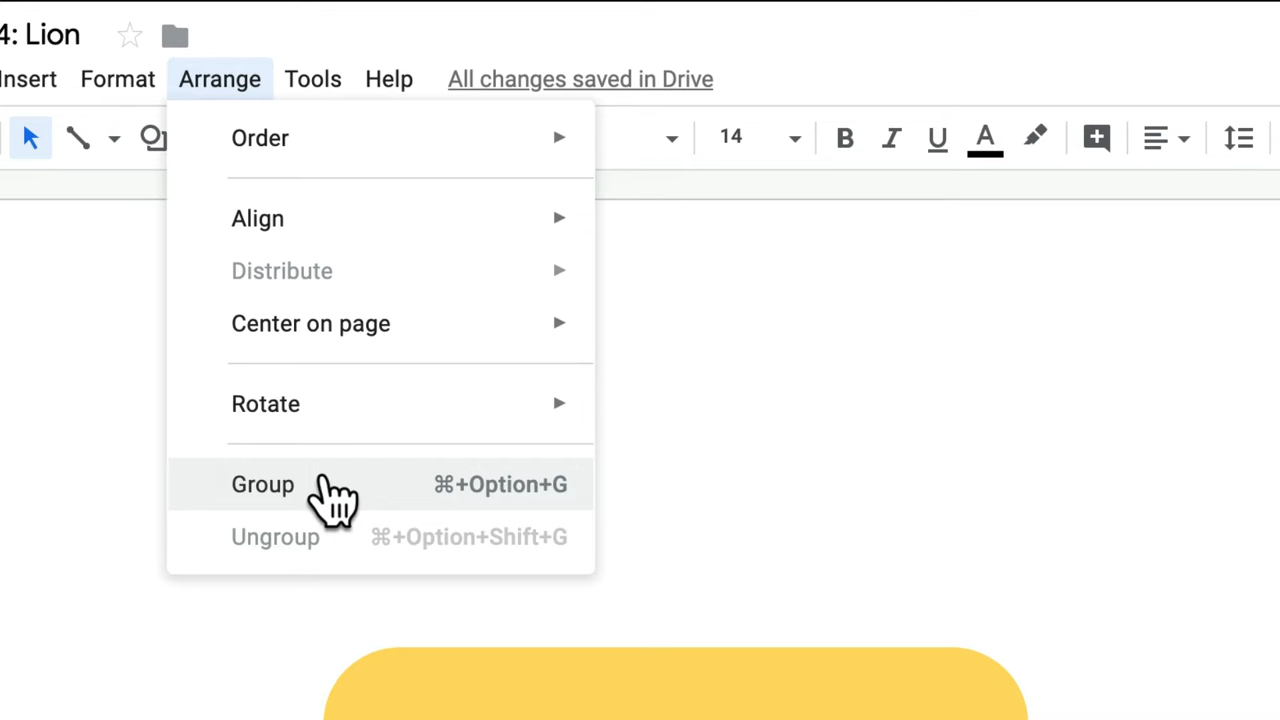 4: Lion
Insert Format Arrange Tools Help All changes saved in Drive
14 B I U A
Order
Align
Distribute
Center on page
Rotate
Group ⌘+Option+G
Ungroup ⌘+Option+Shift+G